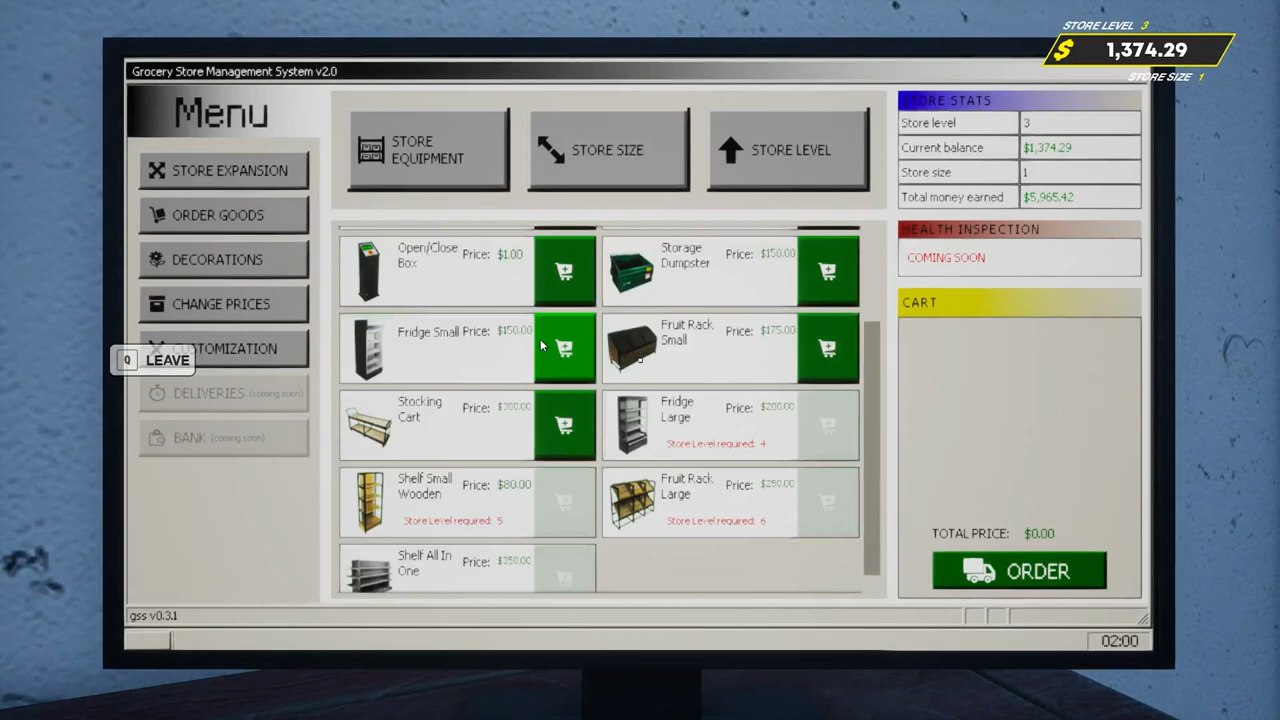 STORE LEVEL 3
$ 1,374.29
STORE SIZE 1
Grocery Store Management System v2.0
Menu
STORE EXPANSION
ORDER GOODS
DECORATIONS
CHANGE PRICES
CUSTOMIZATION
Q LEAVE
DELIVERIES (coming soon)
BANK (coming soon)
STORE EQUIPMENT
STORE SIZE
STORE LEVEL
Open/Close Box Price: $1.00
Storage Dumpster Price: $150.00
Fridge Small Price: $150.00
Fruit Rack Small Price: $175.00
Stocking Cart Price: $300.00
Fridge Large Price: $200.00
Store Level required: 4
Shelf Small Wooden Price: $80.00
Store Level required: 5
Fruit Rack Large Price: $250.00
Store Level required: 6
Shelf All In One Price: $350.00
STORE STATS
Store level 3
Current balance $1,374.29
Store size 1
Total money earned $5,965.42
HEALTH INSPECTION
COMING SOON
CART
TOTAL PRICE: $0.00
ORDER
gss v0.3.1
02:00